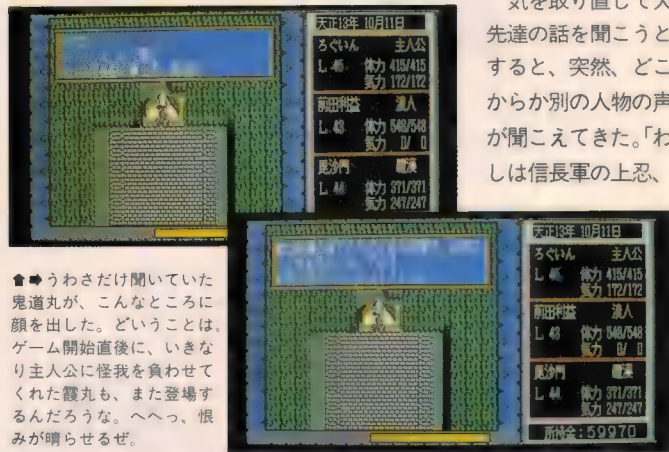 天正13年 10月11日
ろぐいん 主人公
L 45 体力 415/415
気力 172/172
前田利益 浪人
L 43 体力 548/548
気力 0/ 0
毘沙門
L 44 体力 371/371
気力 247/247
気を取り直して大
先達の話を聞こうと
すると、突然、どこ
からか別の人物の声
が聞こえてきた。「わ
しは信長軍の上忍、
天正13年 10月11日
ろぐいん 主人公
L 体力 415/415
気力 172/172
前田利益 浪人
L 43 体力 548/548
気力 0/ 0
毘沙門
L 44 体力 371/371
気力 247/247
所持金:59970
⬆➡うわさだけ聞いていた
鬼道丸が、こんなところに
顔を出した。どいうことは、
ゲーム開始直後に、いきな
り主人公に怪我を負わせて
くれた霞丸も、また登場す
るんだろうな。へへっ、恨
みが晴らせるぜ。